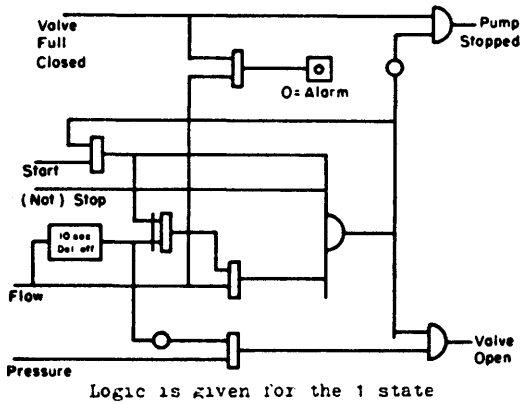 Valve
Full
Closed
Pump
Stopped
O = Alarm
Start
(Not) Stop
10 sec
Del off
Flow
Pressure
Valve
Open
Logic is given for the 1 state